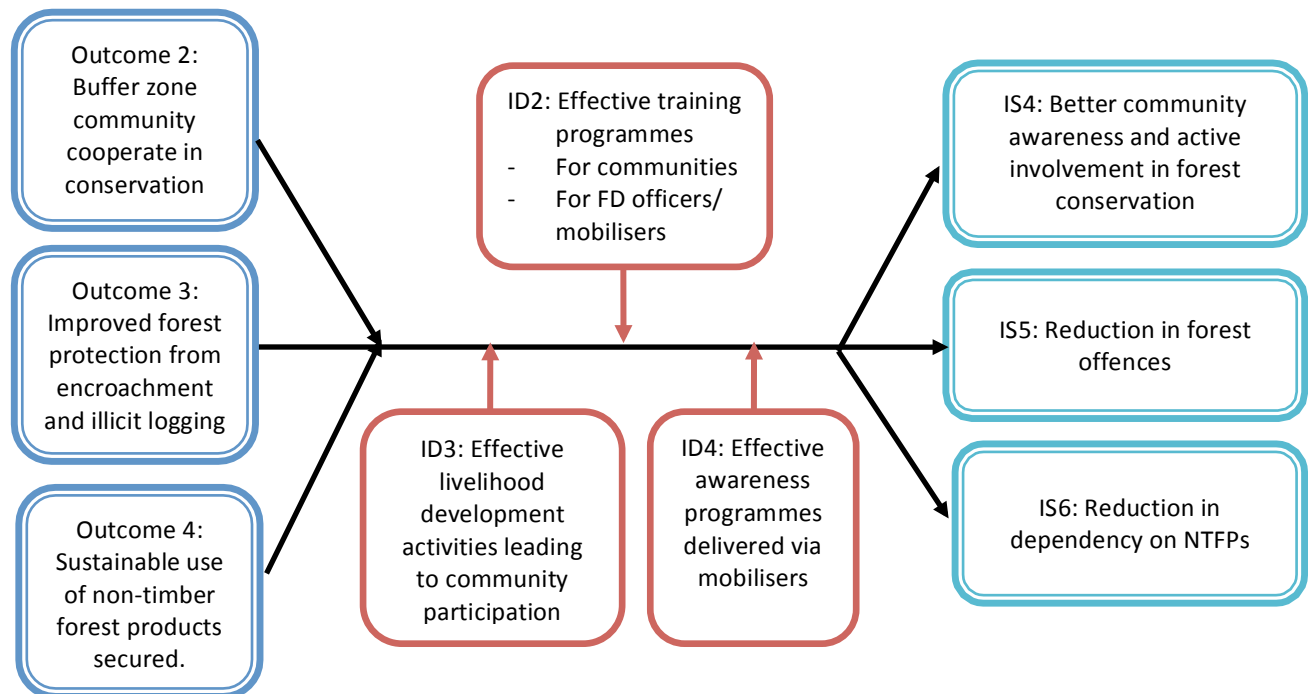 Outcome 2:
Buffer zone
community
cooperate in
conservation
Outcome 3:
Improved forest
protection from
encroachment
and illicit logging
Outcome 4:
Sustainable use
of non-timber
forest products
secured.
ID2: Effective training
programmes
- For communities
- For FD officers/
mobilisers
ID3: Effective
livelihood
development
activities leading
to community
participation
ID4: Effective
awareness
programmes
delivered via
mobilisers
IS4: Better community
awareness and active
involvement in forest
conservation
IS5: Reduction in forest
offences
IS6: Reduction in
dependency on NTFPs